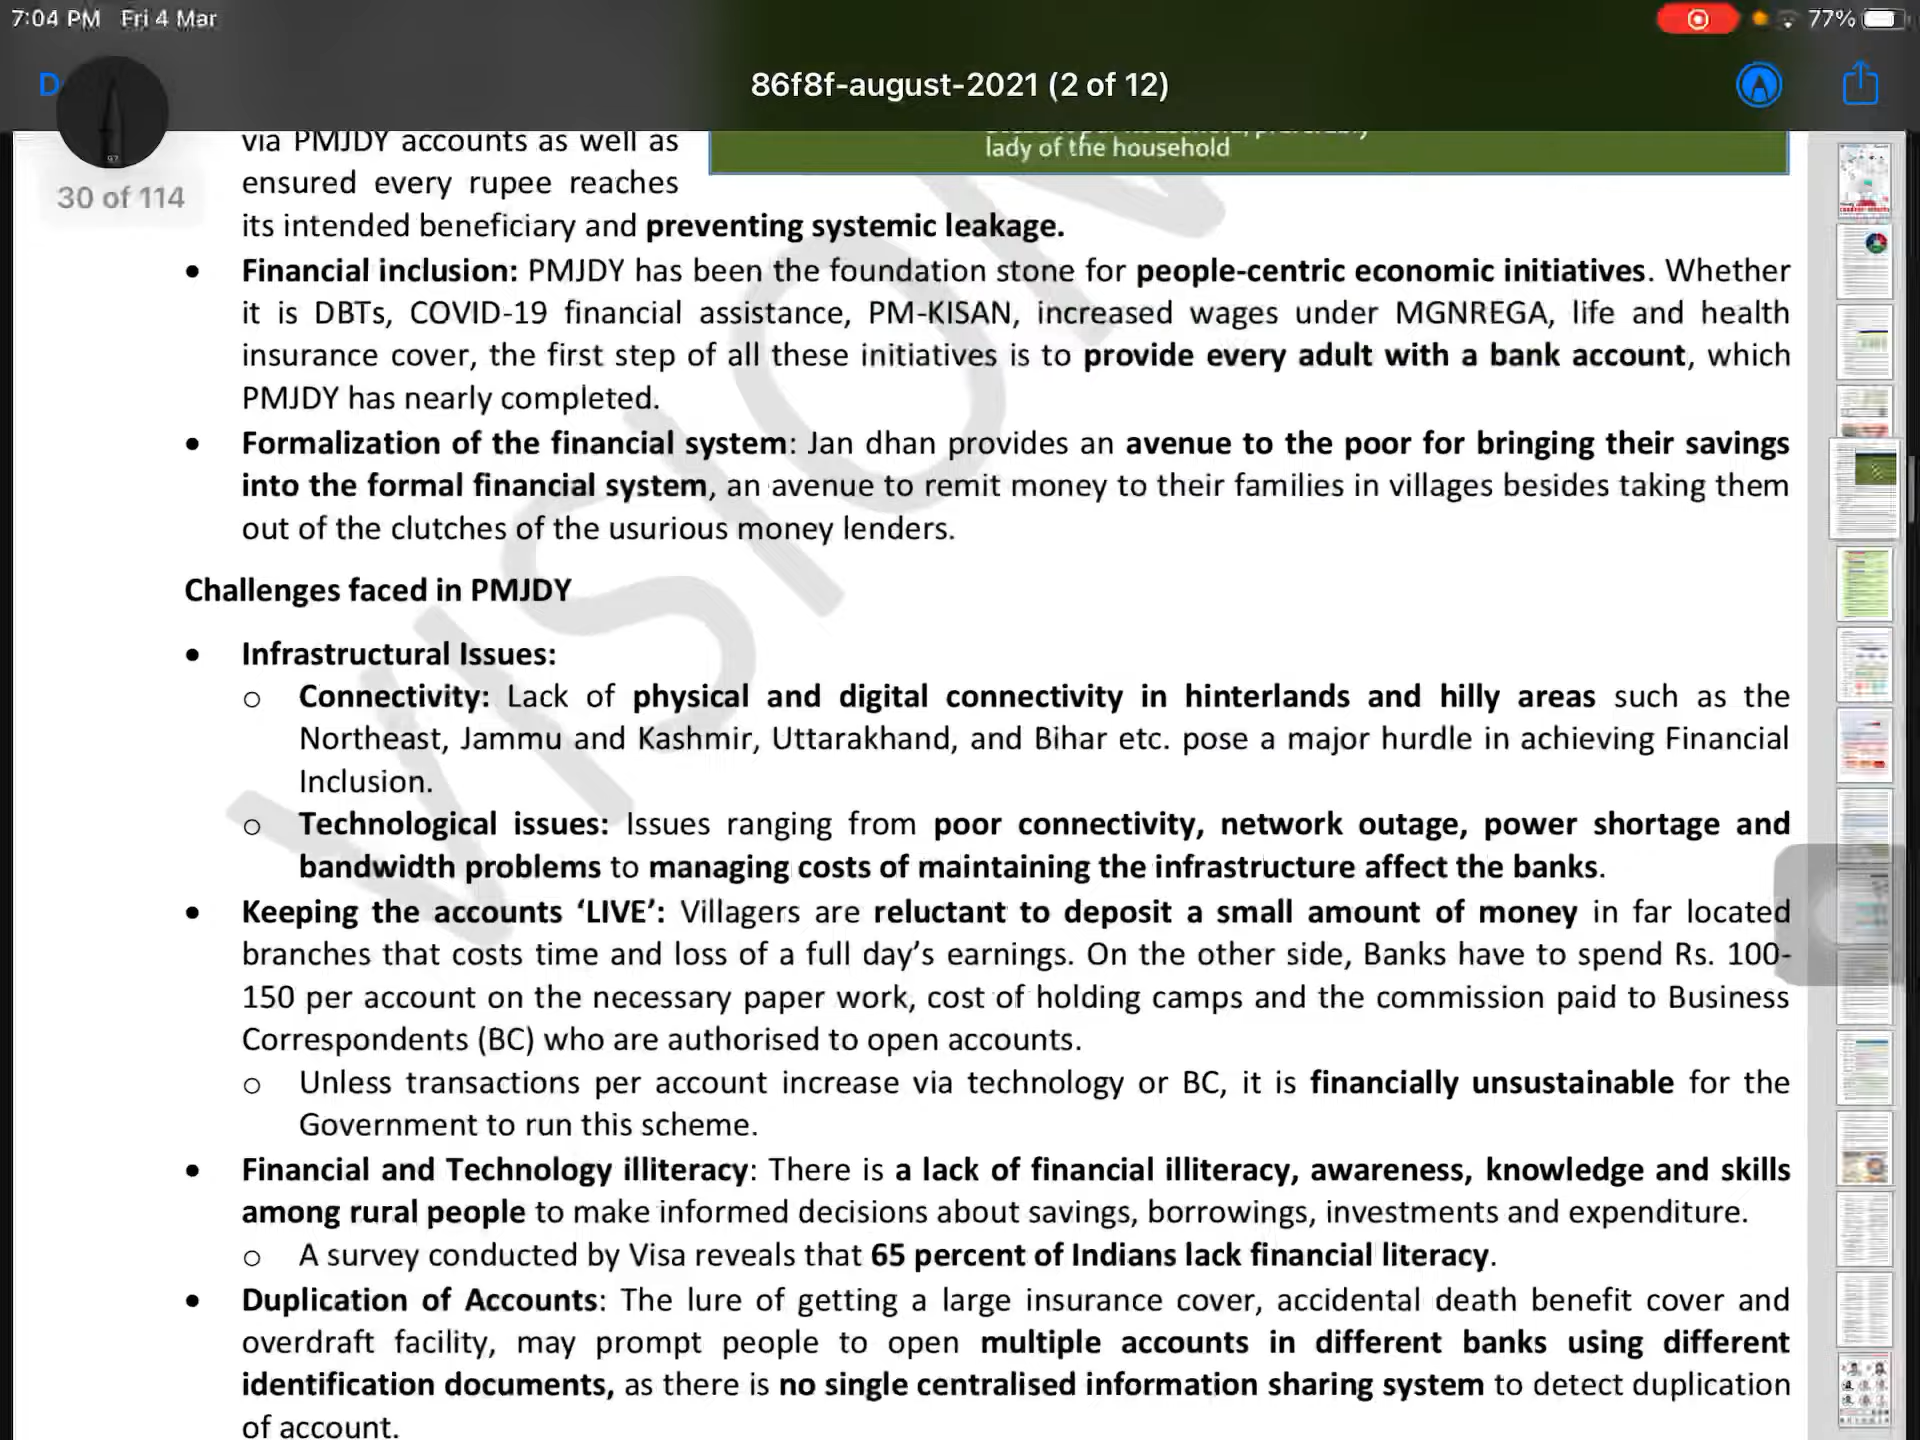 7:04 PM Fri 4 Mar
77%
D
86f8f-august-2021 (2 of 12)
97
30 of 114
lady of the household
via PMJDY accounts as well as
ensured every rupee reaches
its intended beneficiary and preventing systemic leakage.
• Financial inclusion: PMJDY has been the foundation stone for people-centric economic initiatives. Whether
it is DBTs, COVID-19 financial assistance, PM-KISAN, increased wages under MGNREGA, life and health
insurance cover, the first step of all these initiatives is to provide every adult with a bank account, which
PMJDY has nearly completed.
• Formalization of the financial system: Jan dhan provides an avenue to the poor for bringing their savings
into the formal financial system, an avenue to remit money to their families in villages besides taking them
out of the clutches of the usurious money lenders.
Challenges faced in PMJDY
• Infrastructural Issues:
o Connectivity: Lack of physical and digital connectivity in hinterlands and hilly areas such as the
Northeast, Jammu and Kashmir, Uttarakhand, and Bihar etc. pose a major hurdle in achieving Financial
Inclusion.
o Technological issues: Issues ranging from poor connectivity, network outage, power shortage and
bandwidth problems to managing costs of maintaining the infrastructure affect the banks.
• Keeping the accounts ‘LIVE’: Villagers are reluctant to deposit a small amount of money in far located
branches that costs time and loss of a full day’s earnings. On the other side, Banks have to spend Rs. 100-
150 per account on the necessary paper work, cost of holding camps and the commission paid to Business
Correspondents (BC) who are authorised to open accounts.
o Unless transactions per account increase via technology or BC, it is financially unsustainable for the
Government to run this scheme.
• Financial and Technology illiteracy: There is a lack of financial illiteracy, awareness, knowledge and skills
among rural people to make informed decisions about savings, borrowings, investments and expenditure.
o A survey conducted by Visa reveals that 65 percent of Indians lack financial literacy.
• Duplication of Accounts: The lure of getting a large insurance cover, accidental death benefit cover and
overdraft facility, may prompt people to open multiple accounts in different banks using different
identification documents, as there is no single centralised information sharing system to detect duplication
of account.
VISION